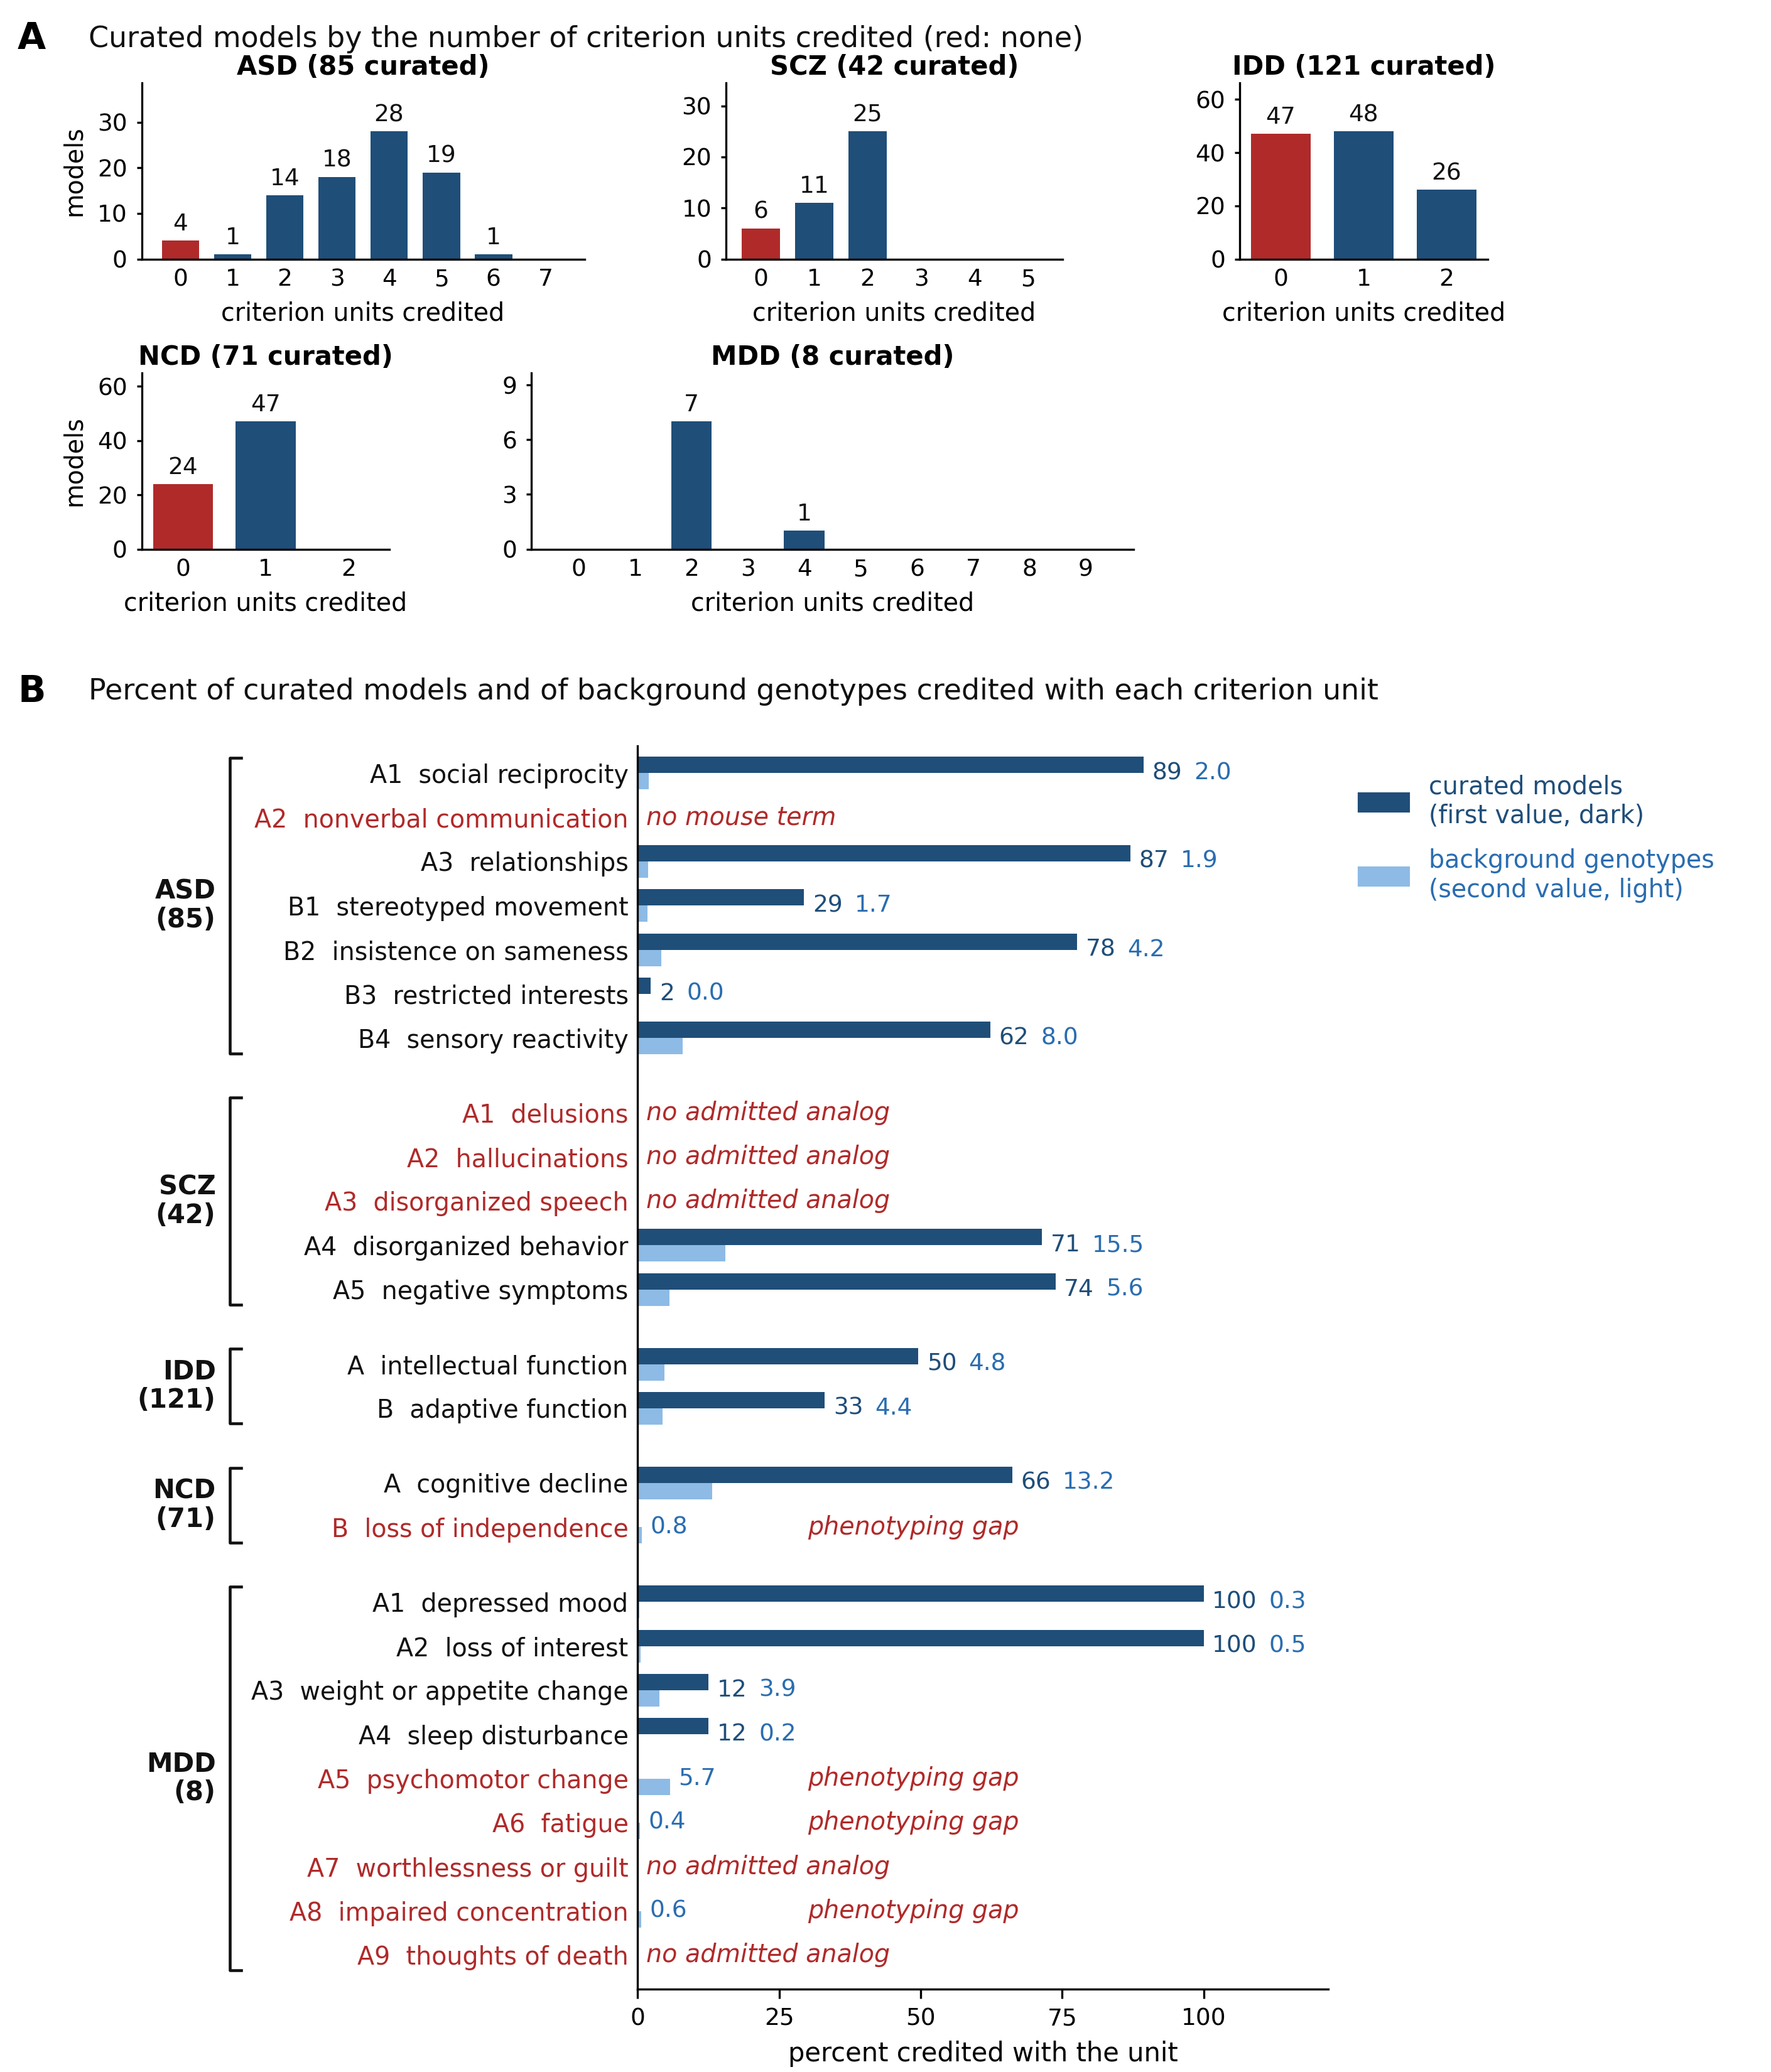 A Curated models by the number of criterion units credited (red: none)
ASD (85 curated)
models
0 10 20 30
4 1 14 18 28 19 1
0 1 2 3 4 5 6 7
criterion units credited
SCZ (42 curated)
0 10 20 30
6 11 25
0 1 2 3 4 5
criterion units credited
IDD (121 curated)
0 20 40 60
47 48 26
0 1 2
criterion units credited
NCD (71 curated)
models
0 20 40 60
24 47
0 1 2
criterion units credited
MDD (8 curated)
0 3 6 9
7 1
0 1 2 3 4 5 6 7 8 9
criterion units credited
B Percent of curated models and of background genotypes credited with each criterion unit
curated models
(first value, dark)
background genotypes
(second value, light)
ASD
(85)
A1 social reciprocity 89 2.0
A2 nonverbal communication no mouse term
A3 relationships 87 1.9
B1 stereotyped movement 29 1.7
B2 insistence on sameness 78 4.2
B3 restricted interests 2 0.0
B4 sensory reactivity 62 8.0
SCZ
(42)
A1 delusions no admitted analog
A2 hallucinations no admitted analog
A3 disorganized speech no admitted analog
A4 disorganized behavior 71 15.5
A5 negative symptoms 74 5.6
IDD
(121)
A intellectual function 50 4.8
B adaptive function 33 4.4
NCD
(71)
A cognitive decline 66 13.2
B loss of independence 0.8 phenotyping gap
MDD
(8)
A1 depressed mood 100 0.3
A2 loss of interest 100 0.5
A3 weight or appetite change 12 3.9
A4 sleep disturbance 12 0.2
A5 psychomotor change 5.7 phenotyping gap
A6 fatigue 0.4 phenotyping gap
A7 worthlessness or guilt no admitted analog
A8 impaired concentration 0.6 phenotyping gap
A9 thoughts of death no admitted analog
0 25 50 75 100
percent credited with the unit